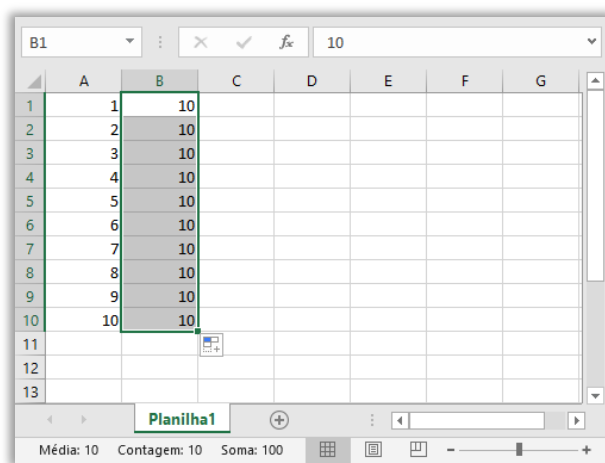 B1 fx 10
A B C D E F G
1 1 10
2 2 10
3 3 10
4 4 10
5 5 10
6 6 10
7 7 10
8 8 10
9 9 10
10 10 10
11
12
13
Planilha1
Média: 10 Contagem: 10 Soma: 100